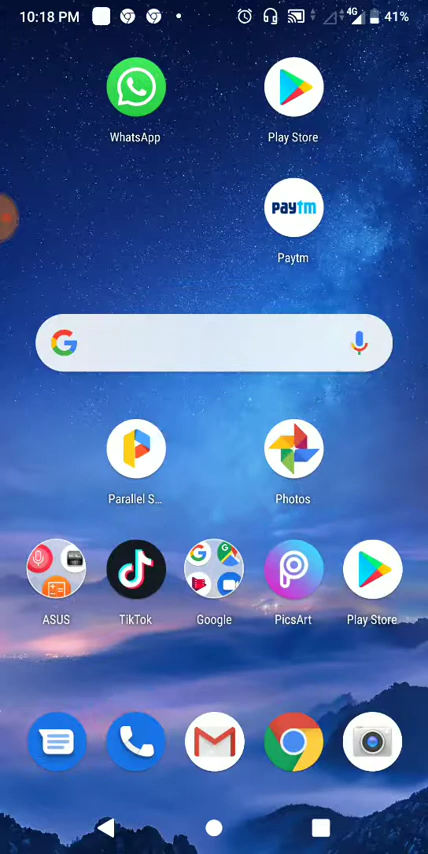 10:18 PM 4G 41%
WhatsApp Play Store
paytm
Paytm
Parallel S... Photos
ASUS TikTok Google PicsArt Play Store